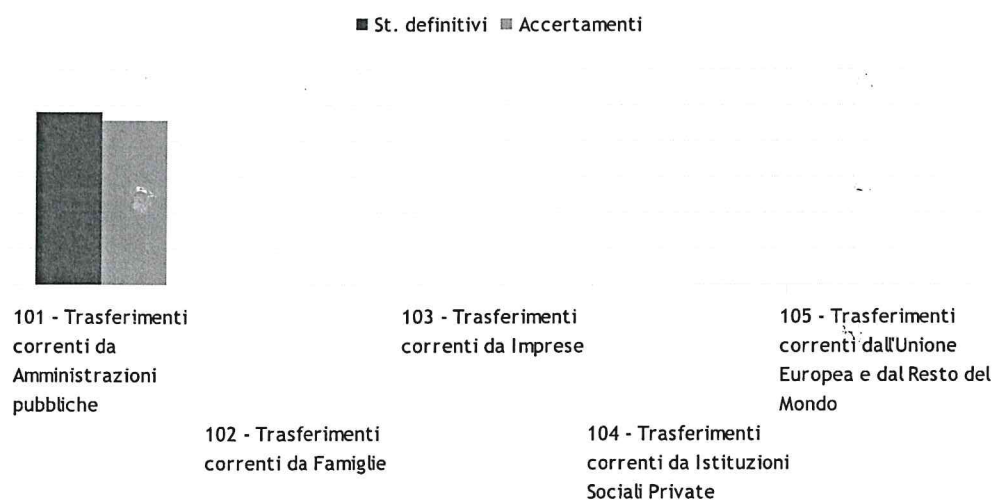 St. definitivi Accertamenti
101 - Trasferimenti
correnti da
Amministrazioni
pubbliche
102 - Trasferimenti
correnti da Famiglie
103 - Trasferimenti
correnti da Imprese
104 - Trasferimenti
correnti da Istituzioni
Sociali Private
105 - Trasferimenti
correnti dall'Unione
Europea e dal Resto del
Mondo